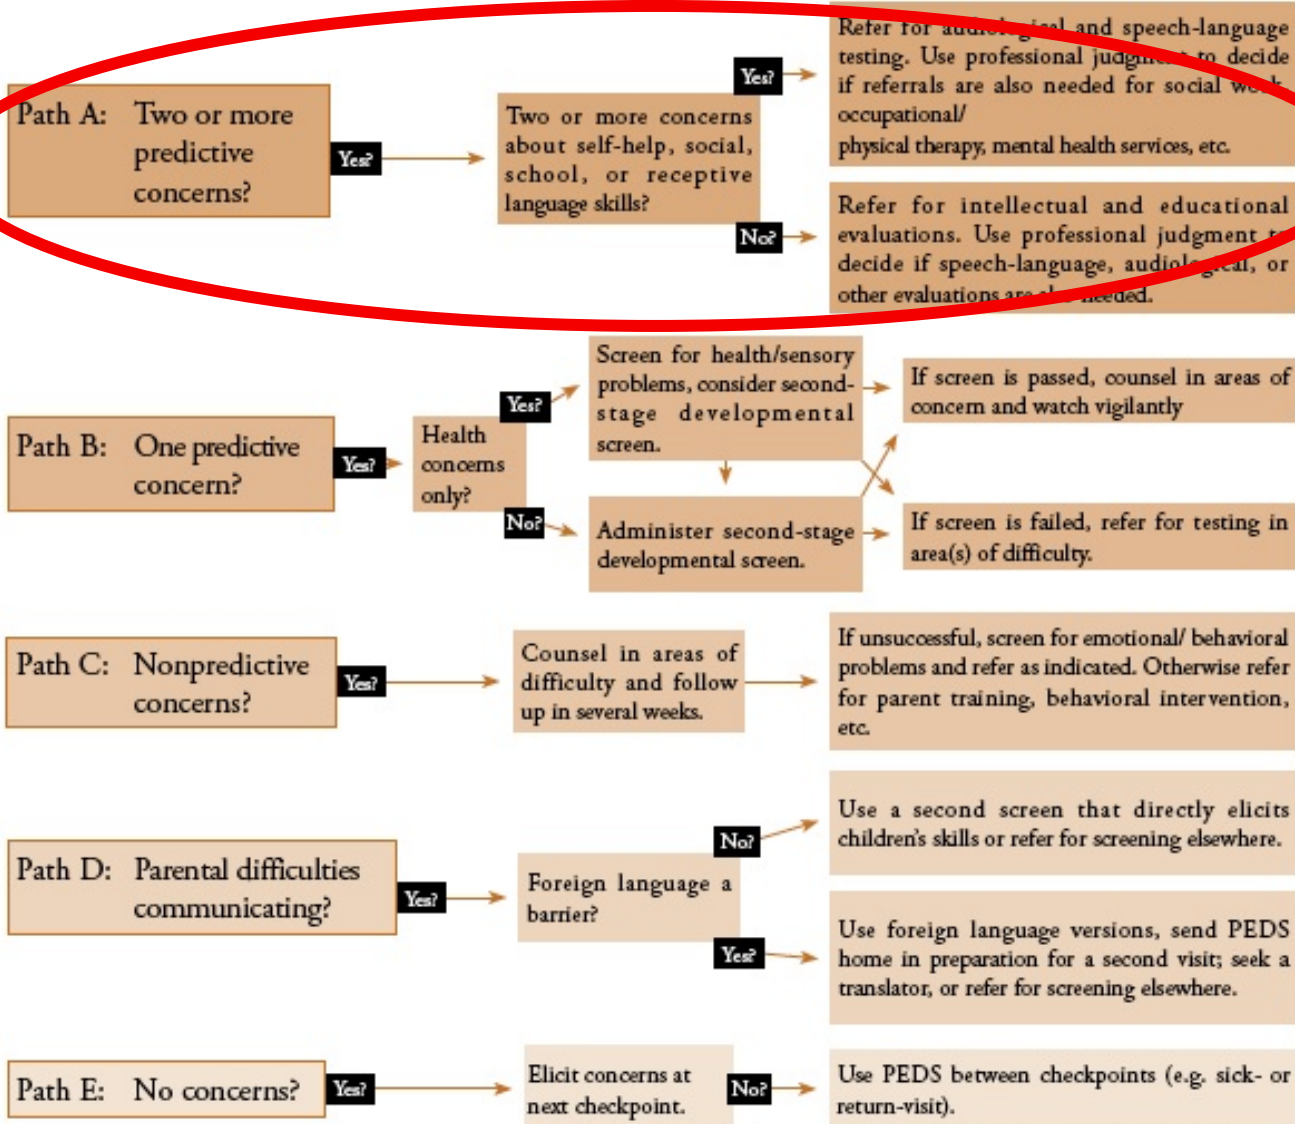 Path A: Two or more
predictive
concerns?
Yes?
Two or more concerns
about self-help, social,
school, or receptive
language skills?
Yes?
Refer for audiological and speech-language
testing. Use professional judgment to decide
if referrals are also needed for social work,
occupational/
physical therapy, mental health services, etc.
No?
Refer for intellectual and educational
evaluations. Use professional judgment to
decide if speech-language, audiological, or
other evaluations are also needed.
Path B: One predictive
concern?
Yes?
Health
concerns
only?
Yes?
Screen for health/sensory
problems, consider second-
stage developmental
screen.
No?
Administer second-stage
developmental screen.
If screen is passed, counsel in areas of
concern and watch vigilantly
If screen is failed, refer for testing in
area(s) of difficulty.
Path C: Nonpredictive
concerns?
Yes?
Counsel in areas of
difficulty and follow
up in several weeks.
If unsuccessful, screen for emotional/ behavioral
problems and refer as indicated. Otherwise refer
for parent training, behavioral intervention,
etc.
Path D: Parental difficulties
communicating?
Yes?
Foreign language a
barrier?
No?
Use a second screen that directly elicits
children's skills or refer for screening elsewhere.
Yes?
Use foreign language versions, send PEDS
home in preparation for a second visit; seek a
translator, or refer for screening elsewhere.
Path E: No concerns?
Yes?
Elicit concerns at
next checkpoint.
No?
Use PEDS between checkpoints (e.g. sick- or
return-visit).